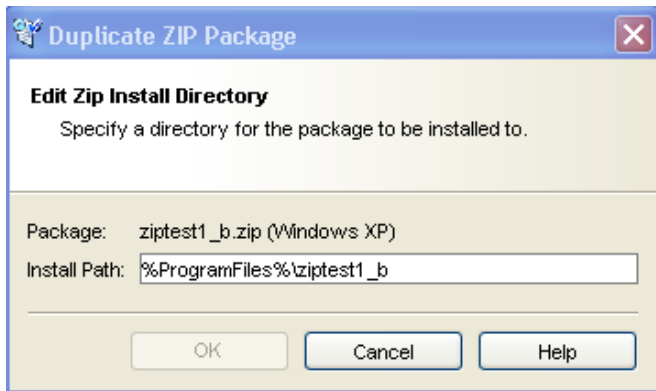 Duplicate ZIP Package
Edit Zip Install Directory
Specify a directory for the package to be installed to.
Package: ziptest1_b.zip (Windows XP)
Install Path: %ProgramFiles%\ziptest1_b
OK Cancel Help